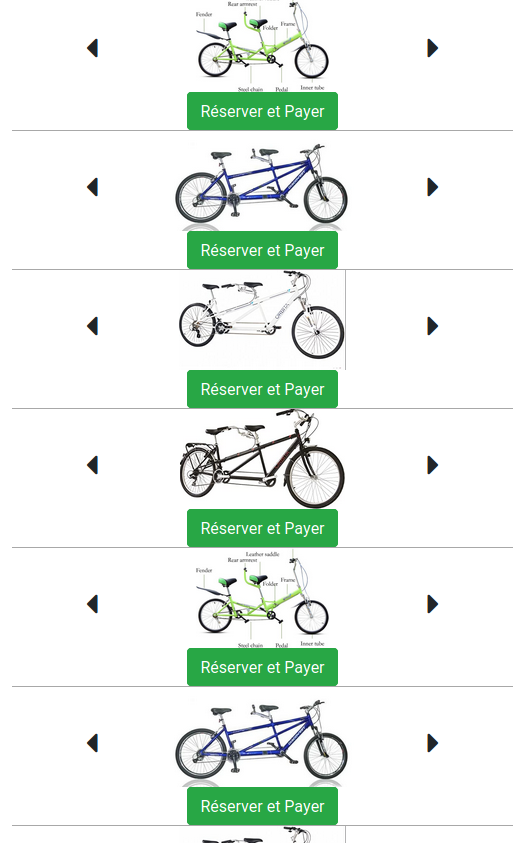 Rear armrest
Fender
Folder
Frame
Steel chain
Pedal
Inner tube
Réserver et Payer
Réserver et Payer
Réserver et Payer
Réserver et Payer
Leather saddle
Rear armrest
Fender
Folder
Frame
Steel chain
Pedal
Inner tube
Réserver et Payer
Réserver et Payer